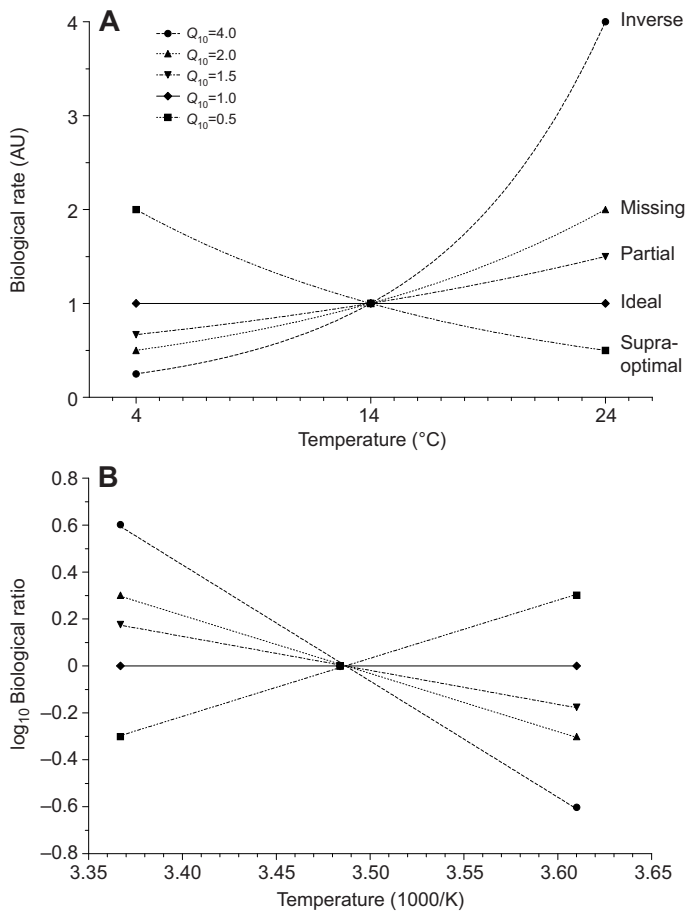 A
Q10=4.0
Q10=2.0
Q10=1.5
Q10=1.0
Q10=0.5
Inverse
Missing
Partial
Ideal
Supra-
optimal
4
3
2
1
0
Biological rate (AU)
4 14 24
Temperature (°C)
B
0.8
0.6
0.4
0.2
0
–0.2
–0.4
–0.6
–0.8
log10 Biological ratio
3.35 3.40 3.45 3.50 3.55 3.60 3.65
Temperature (1000/K)